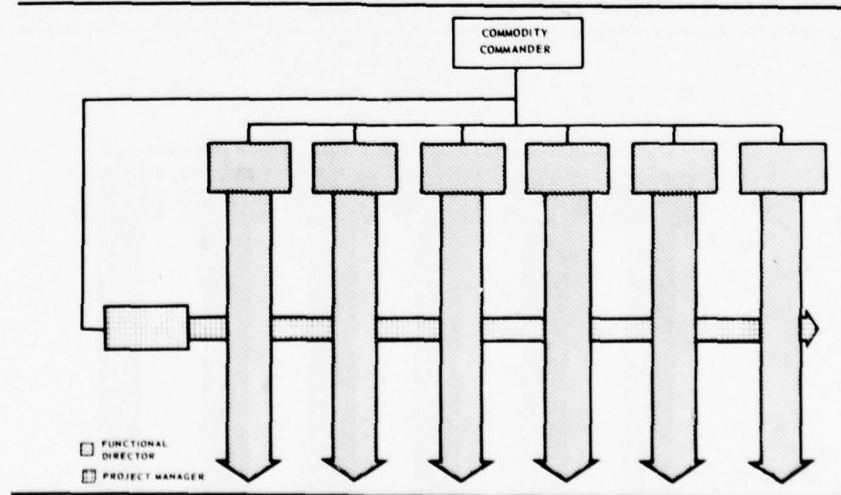 COMMODITY
COMMANDER
FUNCTIONAL
DIRECTOR
PROJECT MANAGER